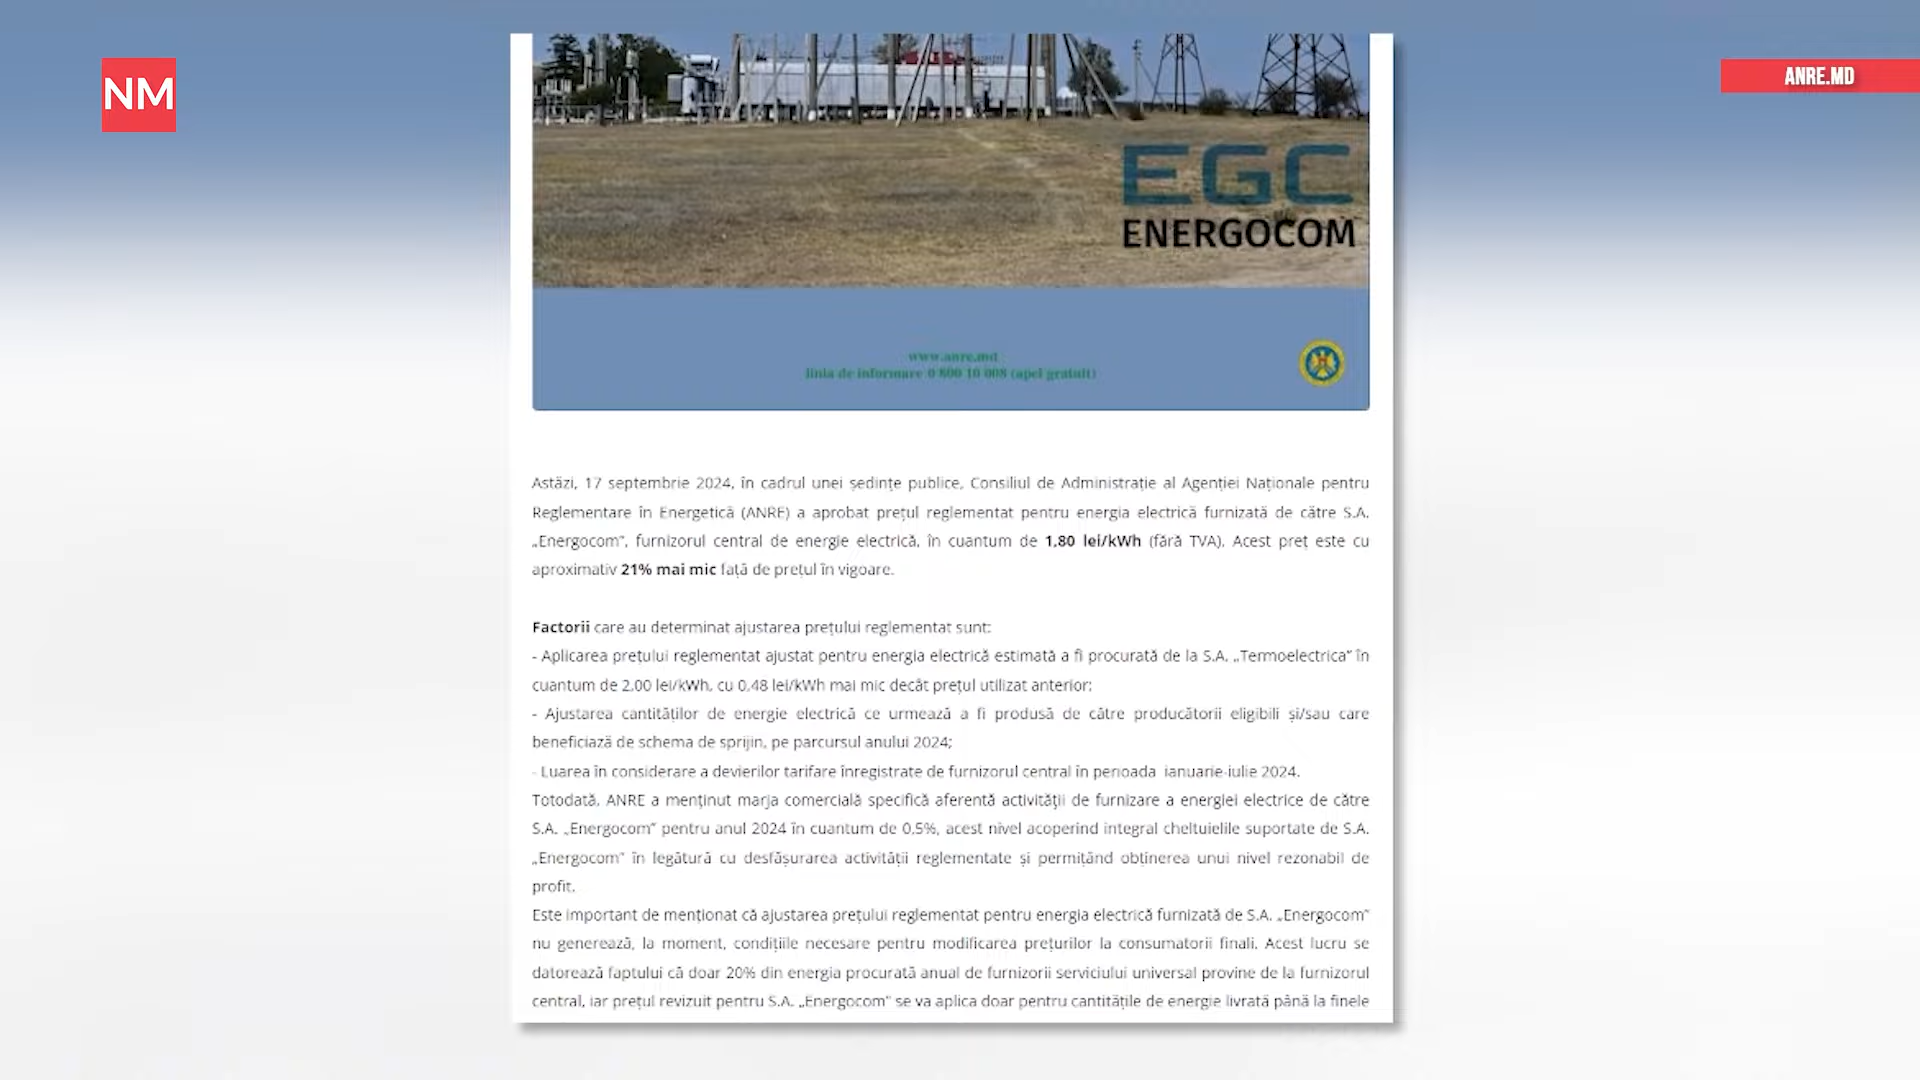 NM
ANRE.MD
EGC
ENERGOCOM
www.anre.md
linia de informare 0 800 10 008 (apel gratuit)
Astăzi, 17 septembrie 2024, în cadrul unei ședințe publice, Consiliul de Administrație al Agenției Naționale pentru
Reglementare în Energetică (ANRE) a aprobat prețul reglementat pentru energia electrică furnizată de către S.A.
„Energocom”, furnizorul central de energie electrică, în cuantum de 1,80 lei/kWh (fără TVA). Acest preț este cu
aproximativ 21% mai mic față de prețul în vigoare.
Factorii care au determinat ajustarea prețului reglementat sunt:
- Aplicarea prețului reglementat ajustat pentru energia electrică estimată a fi procurată de la S.A. „Termoelectrica” în
cuantum de 2,00 lei/kWh, cu 0,48 lei/kWh mai mic decât prețul utilizat anterior;
- Ajustarea cantităților de energie electrică ce urmează a fi produsă de către producătorii eligibili și/sau care
beneficiază de schema de sprijin, pe parcursul anului 2024;
- Luarea în considerare a devierilor tarifare înregistrate de furnizorul central în perioada ianuarie-iulie 2024.
Totodată, ANRE a menținut marja comercială specifică aferentă activității de furnizare a energiei electrice de către
S.A. „Energocom” pentru anul 2024 în cuantum de 0,5%, acest nivel acoperind integral cheltuielile suportate de S.A.
„Energocom” în legătură cu desfășurarea activității reglementate și permițând obținerea unui nivel rezonabil de
profit.
Este important de menționat că ajustarea prețului reglementat pentru energia electrică furnizată de S.A. „Energocom”
nu generează, la moment, condițiile necesare pentru modificarea prețurilor la consumatorii finali. Acest lucru se
datorează faptului că doar 20% din energia procurată anual de furnizorii serviciului universal provine de la furnizorul
central, iar prețul revizuit pentru S.A. „Energocom” se va aplica doar pentru cantitățile de energie livrată până la finele